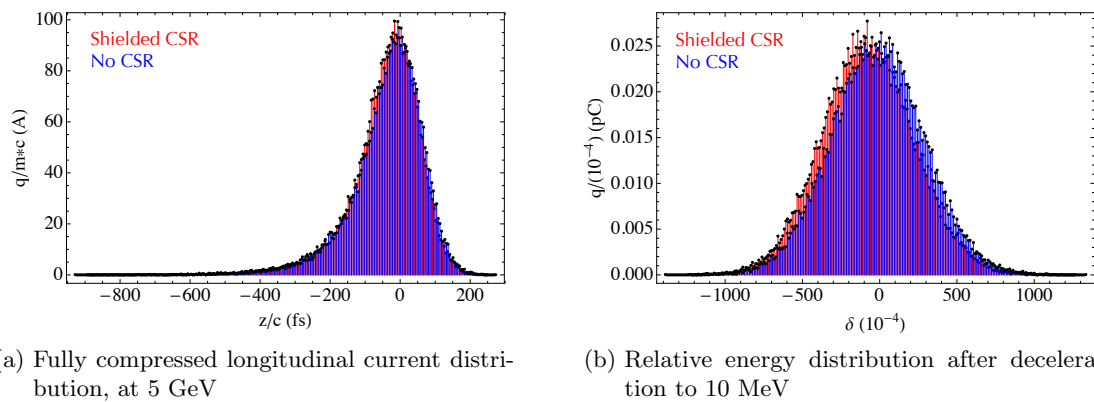 Shielded CSR
No CSR
q/m*c (A)
100
80
60
40
20
0
−800
−600
−400
−200
0
200
z/c (fs)
(a) Fully compressed longitudinal current distri-
bution, at 5 GeV
Shielded CSR
No CSR
q/(10⁻⁴) (pC)
0.025
0.020
0.015
0.010
0.005
0.000
−1000
−500
0
500
1000
δ (10⁻⁴)
(b) Relative energy distribution after decelera-
tion to 10 MeV